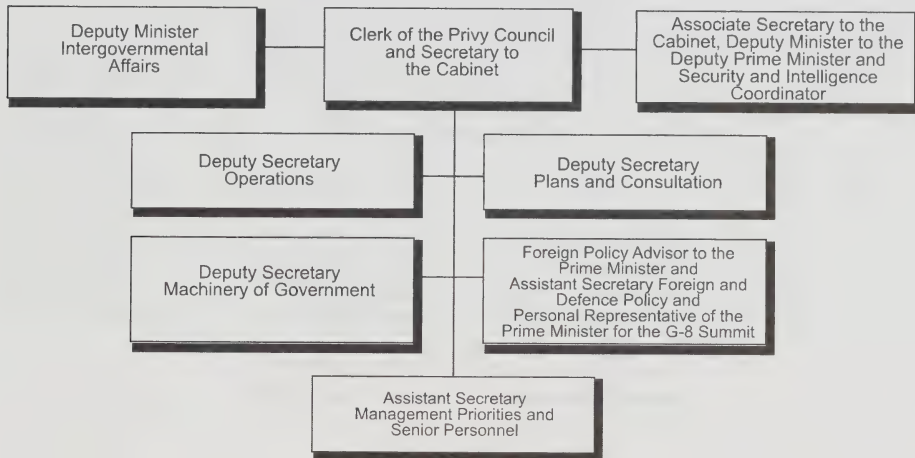 Deputy Minister
Intergovernmental
Affairs
Clerk of the Privy Council
and Secretary to
the Cabinet
Associate Secretary to the
Cabinet, Deputy Minister to the
Deputy Prime Minister and
Security and Intelligence
Coordinator
Deputy Secretary
Operations
Deputy Secretary
Plans and Consultation
Deputy Secretary
Machinery of Government
Foreign Policy Advisor to the
Prime Minister and
Assistant Secretary Foreign and
Defence Policy and
Personal Representative of the
Prime Minister for the G-8 Summit
Assistant Secretary
Management Priorities and
Senior Personnel